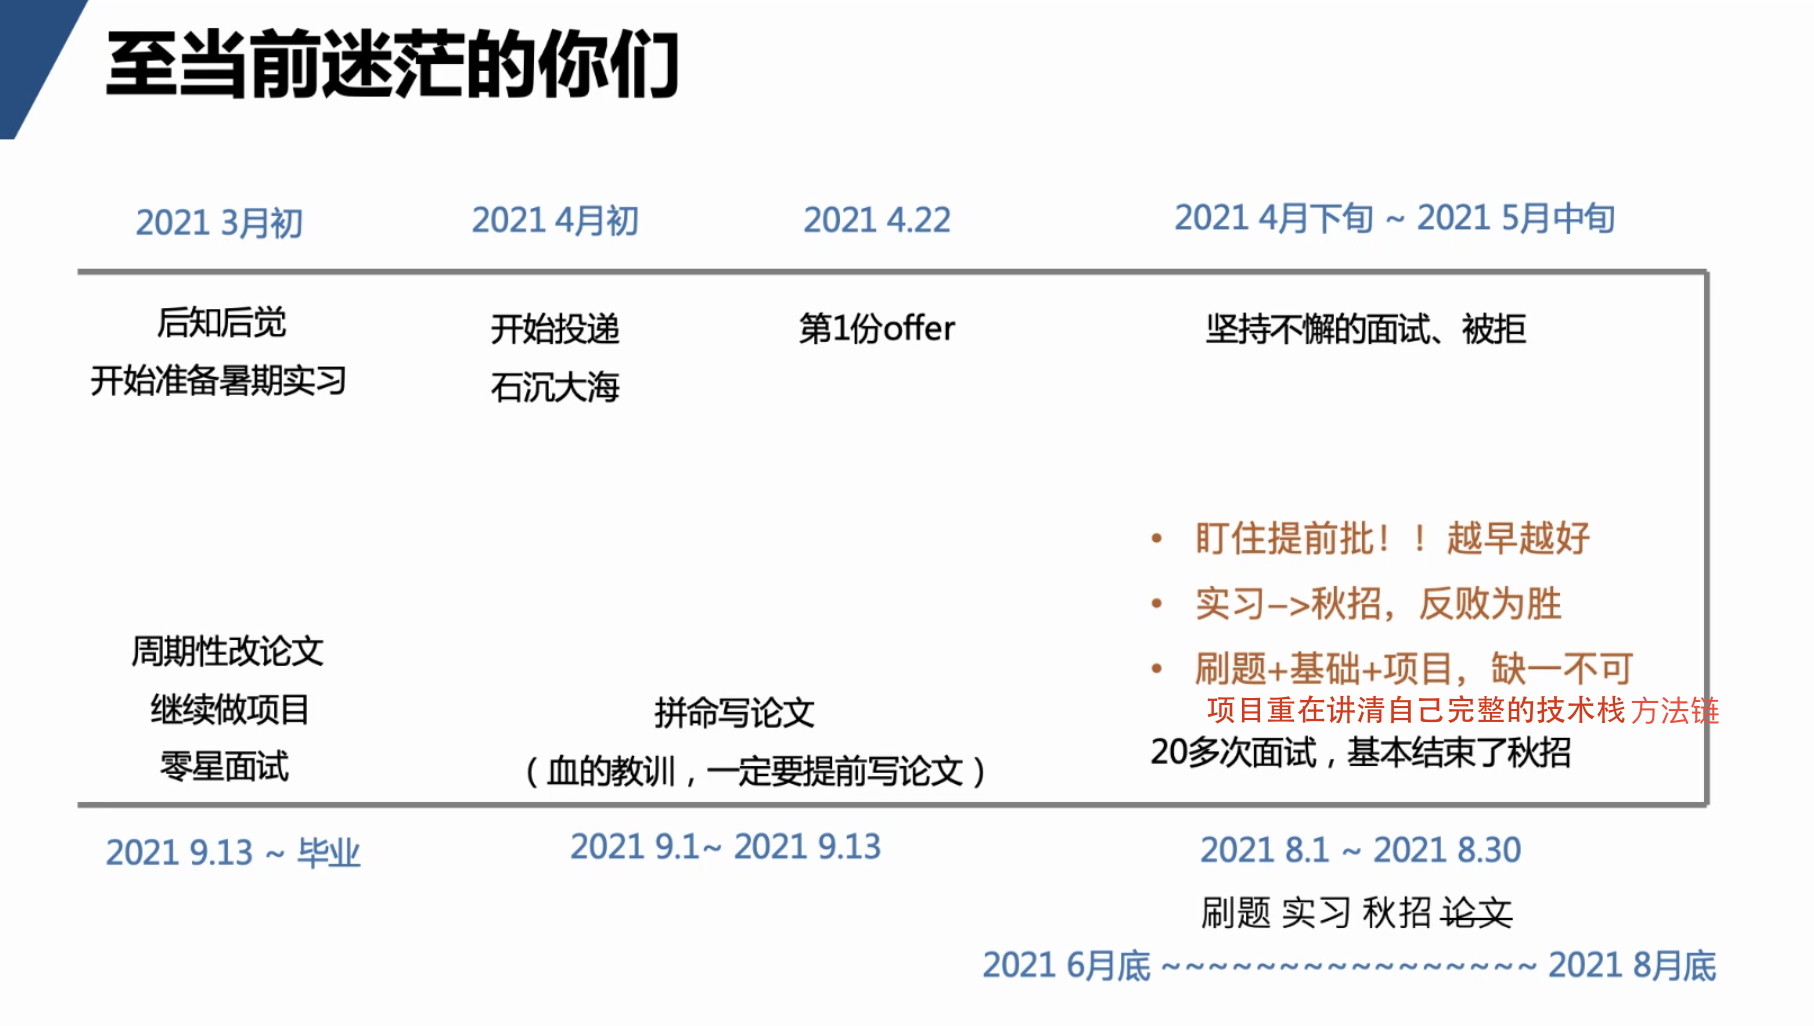 至当前迷茫的你们
2021 3月初
2021 4月初
2021 4.22
2021 4月下旬 ~ 2021 5月中旬
后知后觉
开始准备暑期实习
开始投递
石沉大海
第1份offer
坚持不懈的面试、被拒
• 盯住提前批！！越早越好
• 实习–>秋招，反败为胜
• 刷题+基础+项目，缺一不可
项目重在讲清自己完整的技术栈 方法链
20多次面试，基本结束了秋招
拼命写论文
（血的教训，一定要提前写论文）
周期性改论文
继续做项目
零星面试
2021 9.13 ~ 毕业
2021 9.1~ 2021 9.13
2021 8.1 ~ 2021 8.30
刷题 实习 秋招 论文
2021 6月底 ~~~~~~~~~~~~~~~~ 2021 8月底